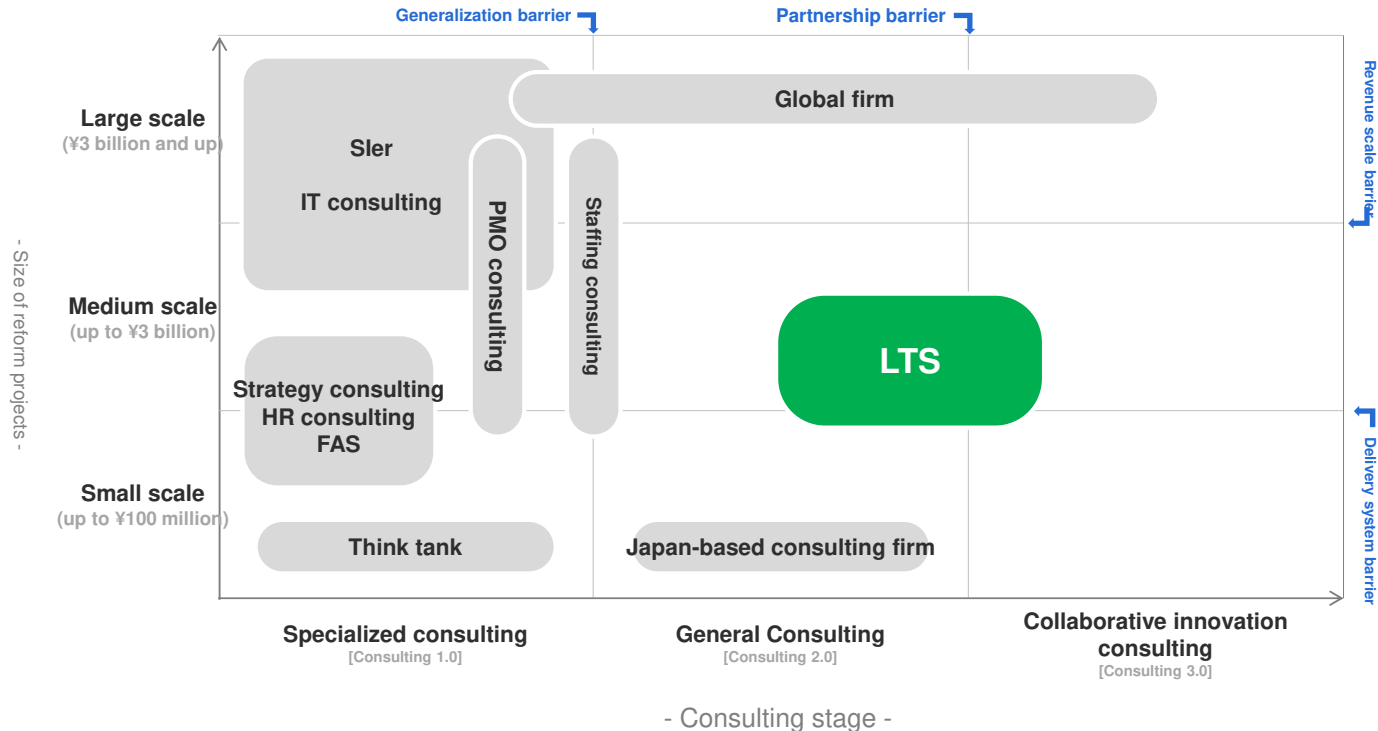 Generalization barrier
Partnership barrier
Revenue scale barrier
Large scale
(¥3 billion and up)
Global firm
SIer
IT consulting
PMO consulting
Staffing consulting
- Size of reform projects -
Medium scale
(up to ¥3 billion)
LTS
Strategy consulting
HR consulting
FAS
Delivery system barrier
Small scale
(up to ¥100 million)
Think tank
Japan-based consulting firm
Specialized consulting
[Consulting 1.0]
General Consulting
[Consulting 2.0]
Collaborative innovation
consulting
[Consulting 3.0]
- Consulting stage -